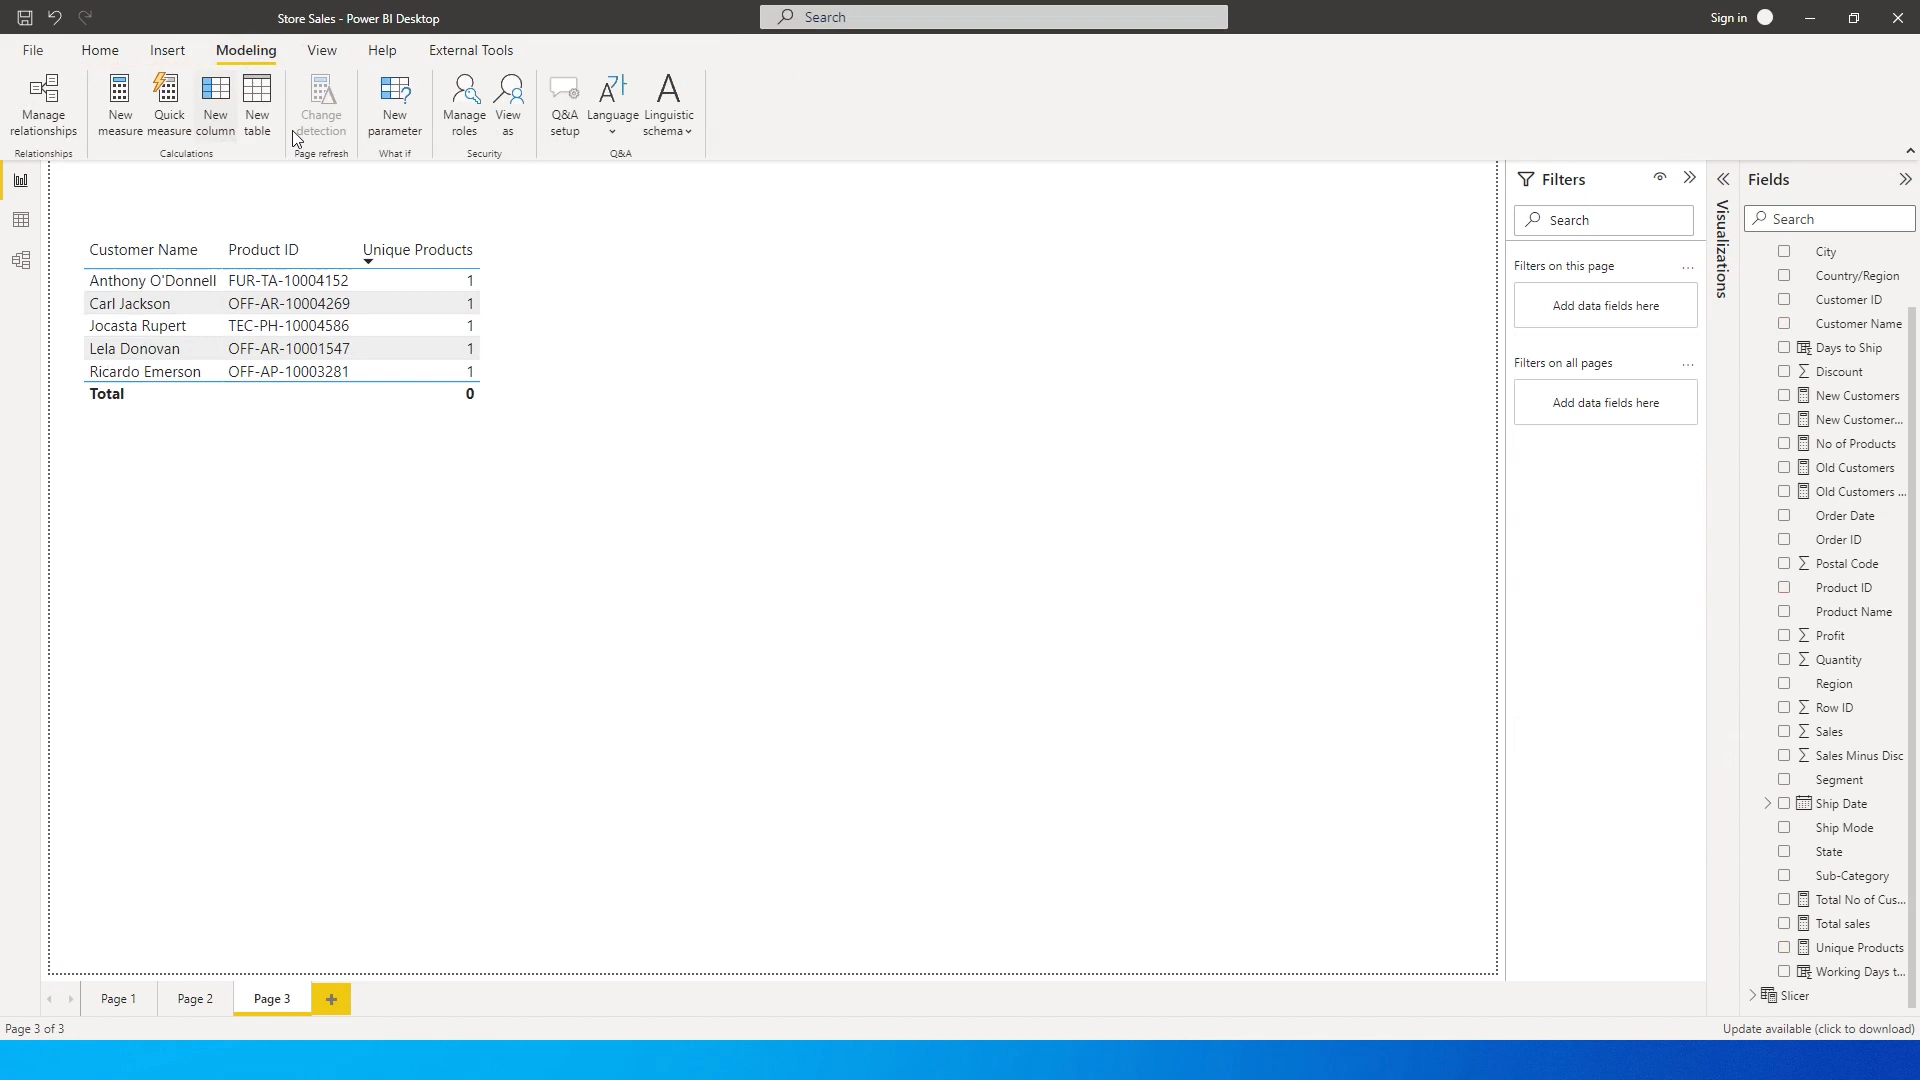 Store Sales - Power BI Desktop
Search
Sign in
File
Home
Insert
Modeling
View
Help
External Tools
Manage relationships
New measure
Quick measure
New column
New table
Change detection
New parameter
Manage roles
View as
Q&A setup
Language
Linguistic schema
Relationships
Calculations
Page refresh
What if
Security
Q&A
Customer Name Product ID Unique Products
Anthony O'Donnell FUR-TA-10004152 1
Carl Jackson OFF-AR-10004269 1
Jocasta Rupert TEC-PH-10004586 1
Lela Donovan OFF-AR-10001547 1
Ricardo Emerson OFF-AP-10003281 1
Total 0
Filters
Search
Filters on this page ...
Add data fields here
Filters on all pages ...
Add data fields here
Visualizations
Fields
Search
City
Country/Region
Customer ID
Customer Name
Days to Ship
Discount
New Customers
New Customer...
No of Products
Old Customers
Old Customers ...
Order Date
Order ID
Postal Code
Product ID
Product Name
Profit
Quantity
Region
Row ID
Sales
Sales Minus Disc
Segment
Ship Date
Ship Mode
State
Sub-Category
Total No of Cus...
Total sales
Unique Products
Working Days t...
Slicer
Page 1
Page 2
Page 3
Page 3 of 3
Update available (click to download)